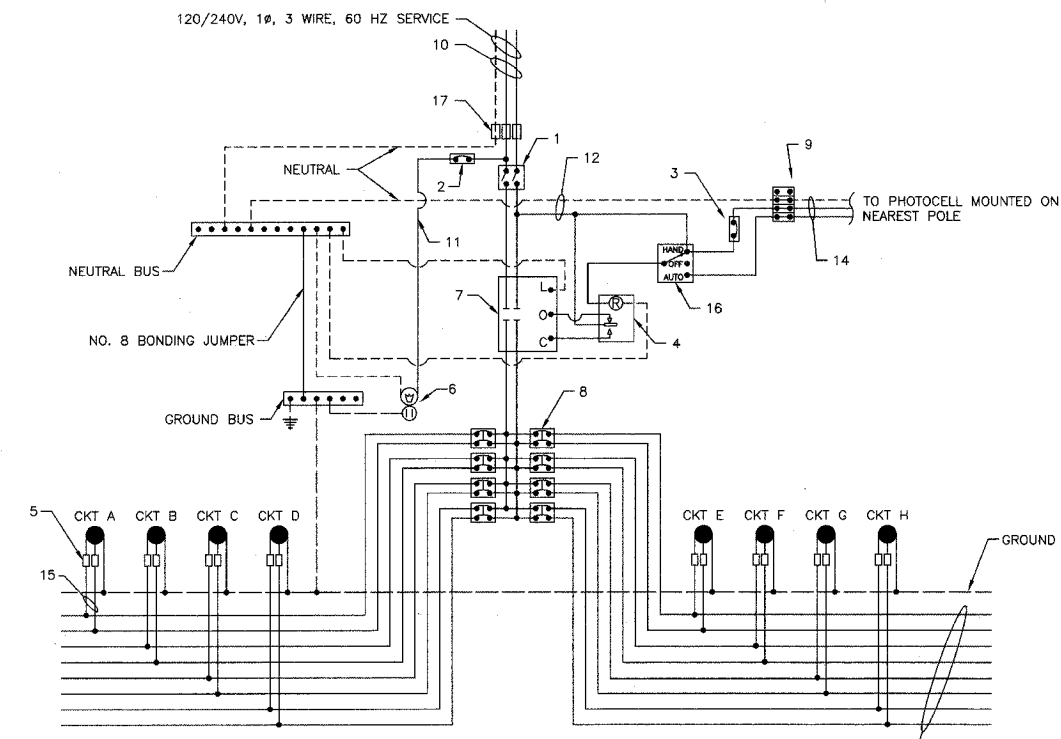 120/240V, 1ø, 3 WIRE, 60 HZ SERVICE
10
17
1
12
9
NEUTRAL
2
3
TO PHOTOCELL MOUNTED ON
NEAREST POLE
11
HAND
OFF
AUTO
14
NEUTRAL BUS
7
L
O
C
R
16
4
NO. 8 BONDING JUMPER
6
GROUND BUS
8
5
CKT A
CKT B
CKT C
CKT D
CKT E
CKT F
CKT G
CKT H
GROUND
15